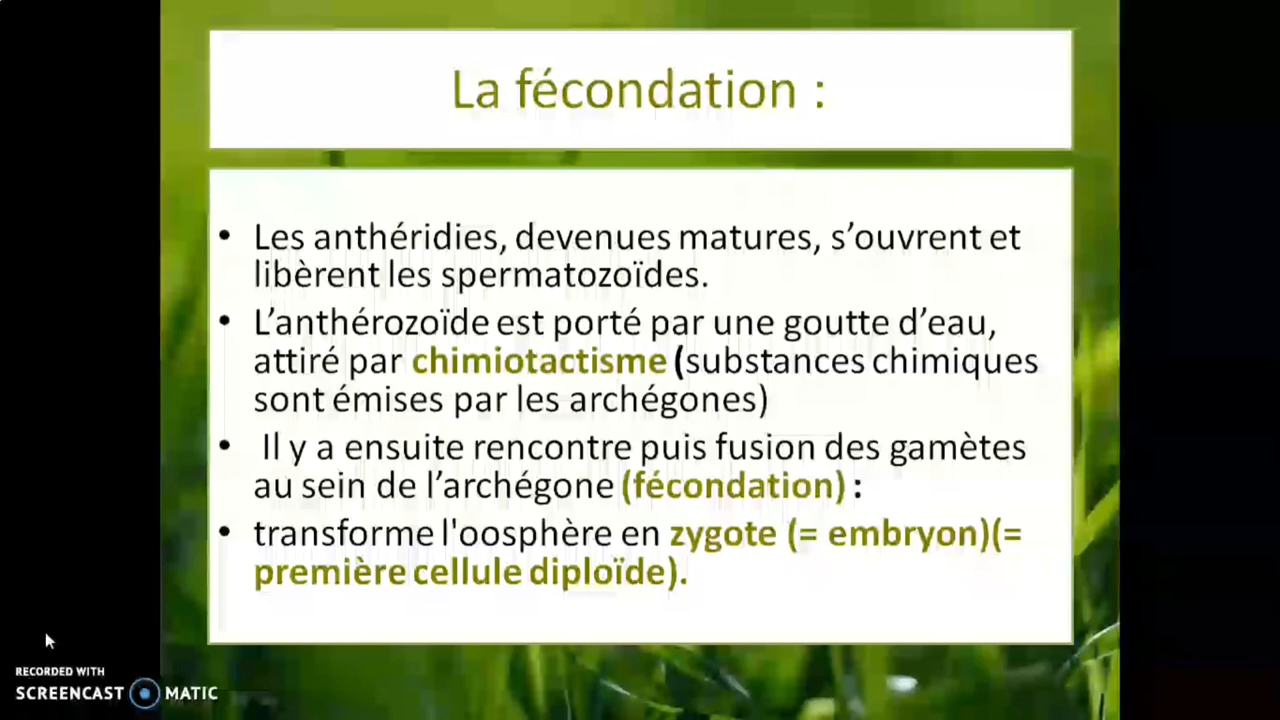 La fécondation :
• Les anthéridies, devenues matures, s’ouvrent et
libèrent les spermatozoïdes.
• L’anthérozoïde est porté par une goutte d’eau,
attiré par chimiotactisme (substances chimiques
sont émises par les archégones)
• Il y a ensuite rencontre puis fusion des gamètes
au sein de l’archégone (fécondation) :
• transforme l'oosphère en zygote (= embryon)(=
première cellule diploïde).
RECORDED WITH
SCREENCAST MATIC